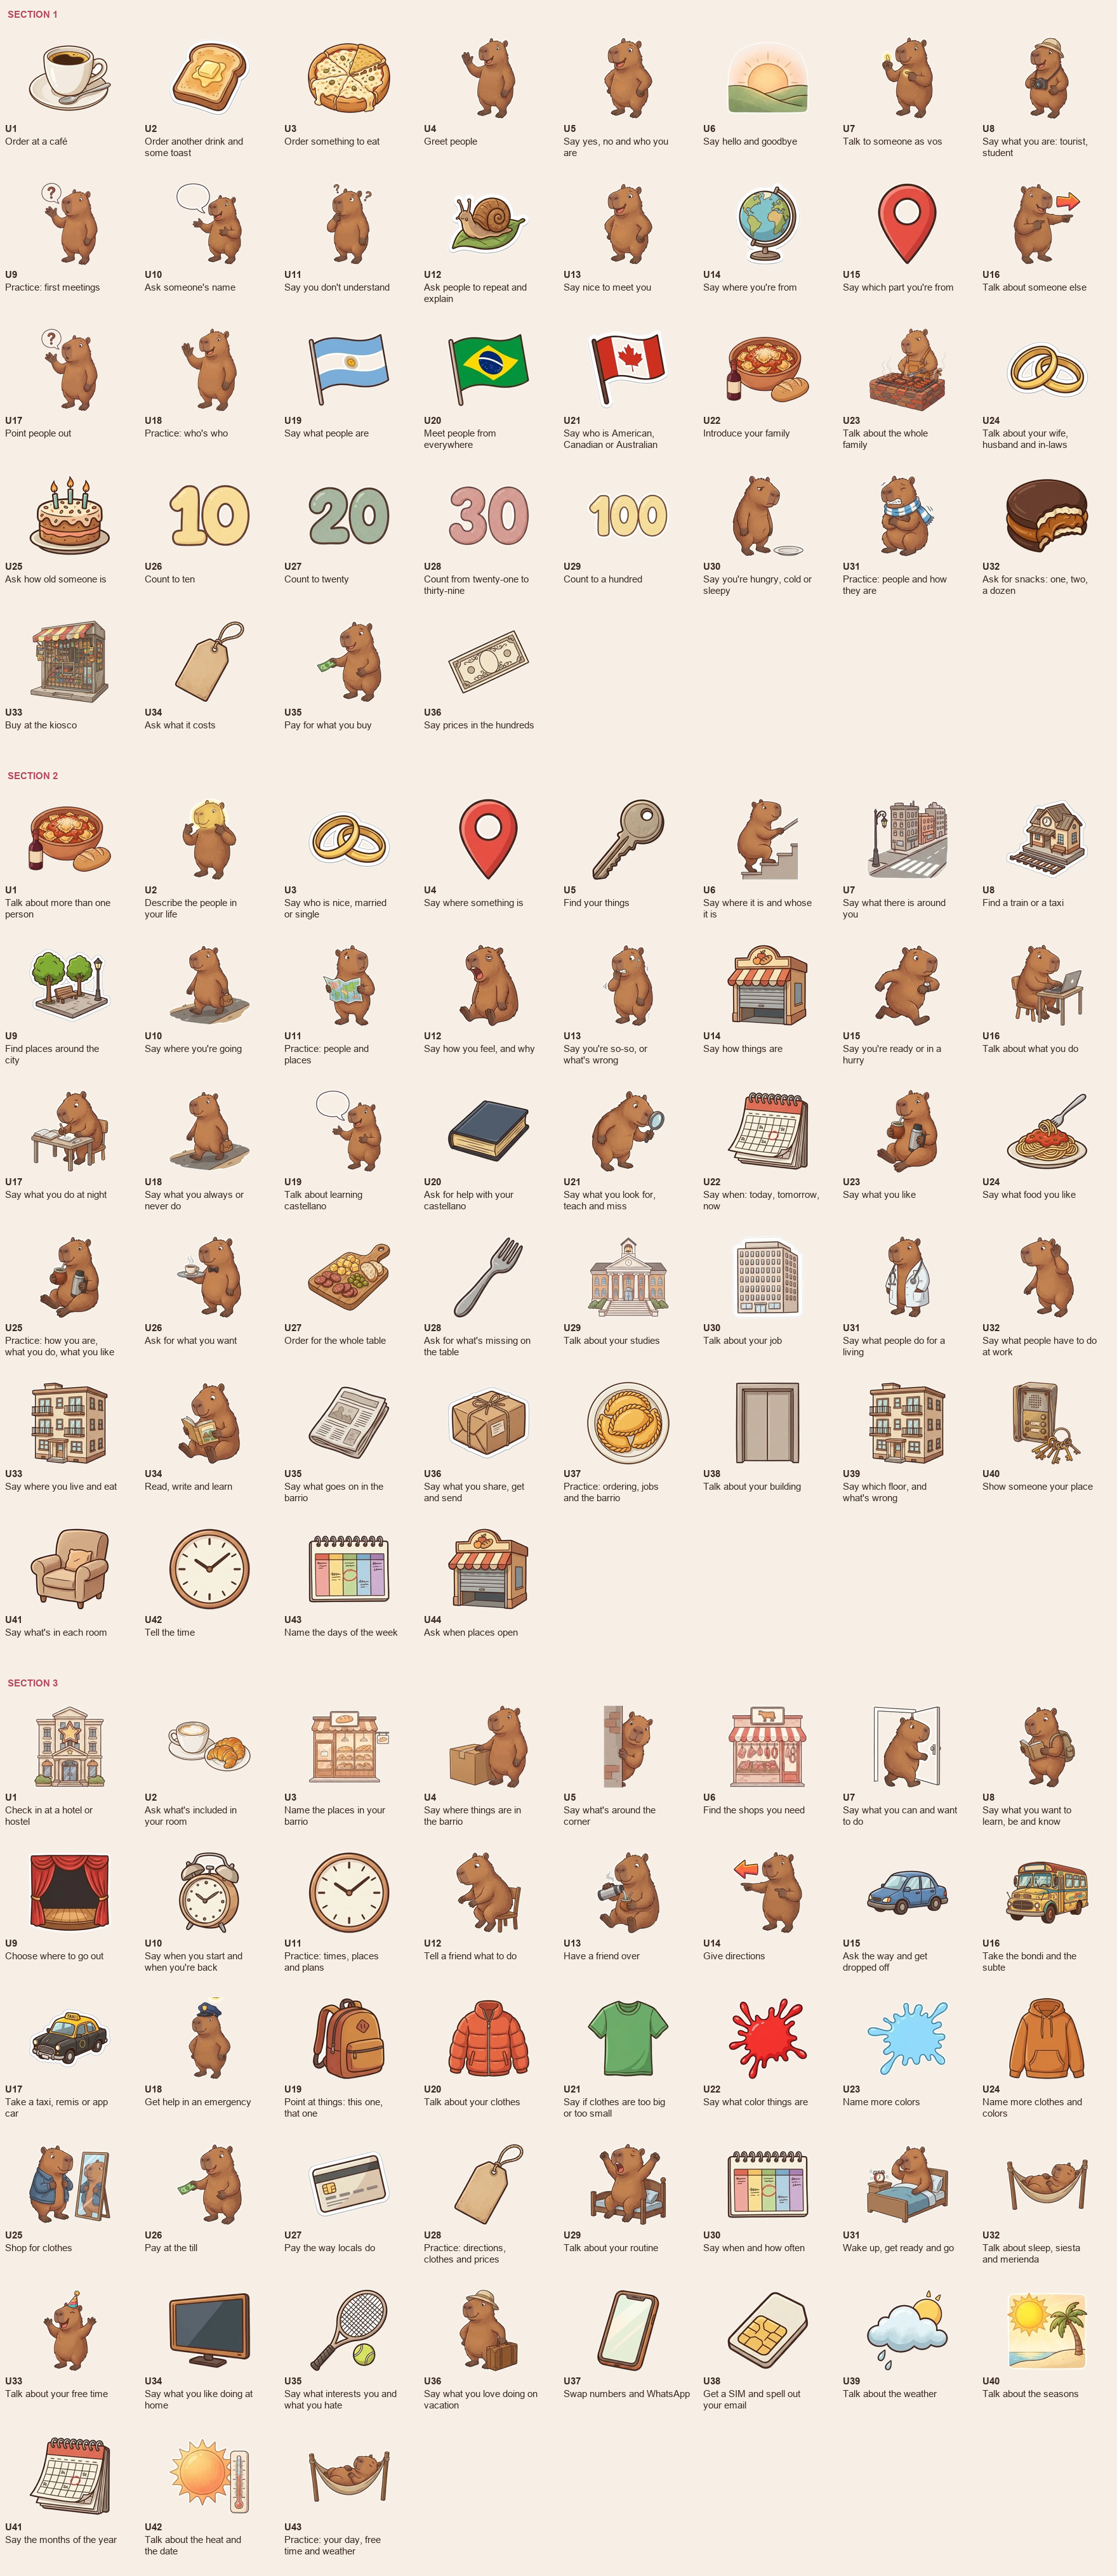 SECTION 1
U1
Order at a café
U2
Order another drink and
some toast
U3
Order something to eat
U4
Greet people
U5
Say yes, no and who you
are
U6
Say hello and goodbye
U7
Talk to someone as vos
U8
Say what you are: tourist,
student
?
U9
Practice: first meetings
U10
Ask someone's name
? ?
U11
Say you don't understand
U12
Ask people to repeat and
explain
U13
Say nice to meet you
U14
Say where you're from
U15
Say which part you're from
U16
Talk about someone else
?
U17
Point people out
U18
Practice: who's who
U19
Say what people are
U20
Meet people from
everywhere
U21
Say who is American,
Canadian or Australian
U22
Introduce your family
U23
Talk about the whole
family
U24
Talk about your wife,
husband and in-laws
U25
Ask how old someone is
10
U26
Count to ten
20
U27
Count to twenty
30
U28
Count from twenty-one to
thirty-nine
100
U29
Count to a hundred
U30
Say you're hungry, cold or
sleepy
U31
Practice: people and how
they are
U32
Ask for snacks: one, two,
a dozen
U33
Buy at the kiosco
U34
Ask what it costs
U35
Pay for what you buy
U36
Say prices in the hundreds
SECTION 2
U1
Talk about more than one
person
U2
Describe the people in
your life
U3
Say who is nice, married
or single
U4
Say where something is
U5
Find your things
U6
Say where it is and whose
it is
U7
Say what there is around
you
U8
Find a train or a taxi
U9
Find places around the
city
U10
Say where you're going
U11
Practice: people and
places
U12
Say how you feel, and why
U13
Say you're so-so, or
what's wrong
U14
Say how things are
U15
Say you're ready or in a
hurry
U16
Talk about what you do
U17
Say what you do at night
U18
Say what you always or
never do
U19
Talk about learning
castellano
U20
Ask for help with your
castellano
U21
Say what you look for,
teach and miss
U22
Say when: today, tomorrow,
now
U23
Say what you like
U24
Say what food you like
U25
Practice: how you are,
what you do, what you like
U26
Ask for what you want
U27
Order for the whole table
U28
Ask for what's missing on
the table
U29
Talk about your studies
U30
Talk about your job
U31
Say what people do for a
living
U32
Say what people have to do
at work
U33
Say where you live and eat
U34
Read, write and learn
U35
Say what goes on in the
barrio
U36
Say what you share, get
and send
U37
Practice: ordering, jobs
and the barrio
U38
Talk about your building
U39
Say which floor, and
what's wrong
U40
Show someone your place
U41
Say what's in each room
U42
Tell the time
U43
Name the days of the week
U44
Ask when places open
SECTION 3
U1
Check in at a hotel or
hostel
U2
Ask what's included in
your room
U3
Name the places in your
barrio
U4
Say where things are in
the barrio
U5
Say what's around the
corner
U6
Find the shops you need
U7
Say what you can and want
to do
U8
Say what you want to
learn, be and know
U9
Choose where to go out
U10
Say when you start and
when you're back
U11
Practice: times, places
and plans
U12
Tell a friend what to do
U13
Have a friend over
U14
Give directions
U15
Ask the way and get
dropped off
U16
Take the bondi and the
subte
U17
Take a taxi, remis or app
car
U18
Get help in an emergency
U19
Point at things: this one,
that one
U20
Talk about your clothes
U21
Say if clothes are too big
or too small
U22
Say what color things are
U23
Name more colors
U24
Name more clothes and
colors
U25
Shop for clothes
U26
Pay at the till
U27
Pay the way locals do
U28
Practice: directions,
clothes and prices
U29
Talk about your routine
U30
Say when and how often
U31
Wake up, get ready and go
U32
Talk about sleep, siesta
and merienda
U33
Talk about your free time
U34
Say what you like doing at
home
U35
Say what interests you and
what you hate
U36
Say what you love doing on
vacation
U37
Swap numbers and WhatsApp
U38
Get a SIM and spell out
your email
U39
Talk about the weather
U40
Talk about the seasons
U41
Say the months of the year
U42
Talk about the heat and
the date
U43
Practice: your day, free
time and weather